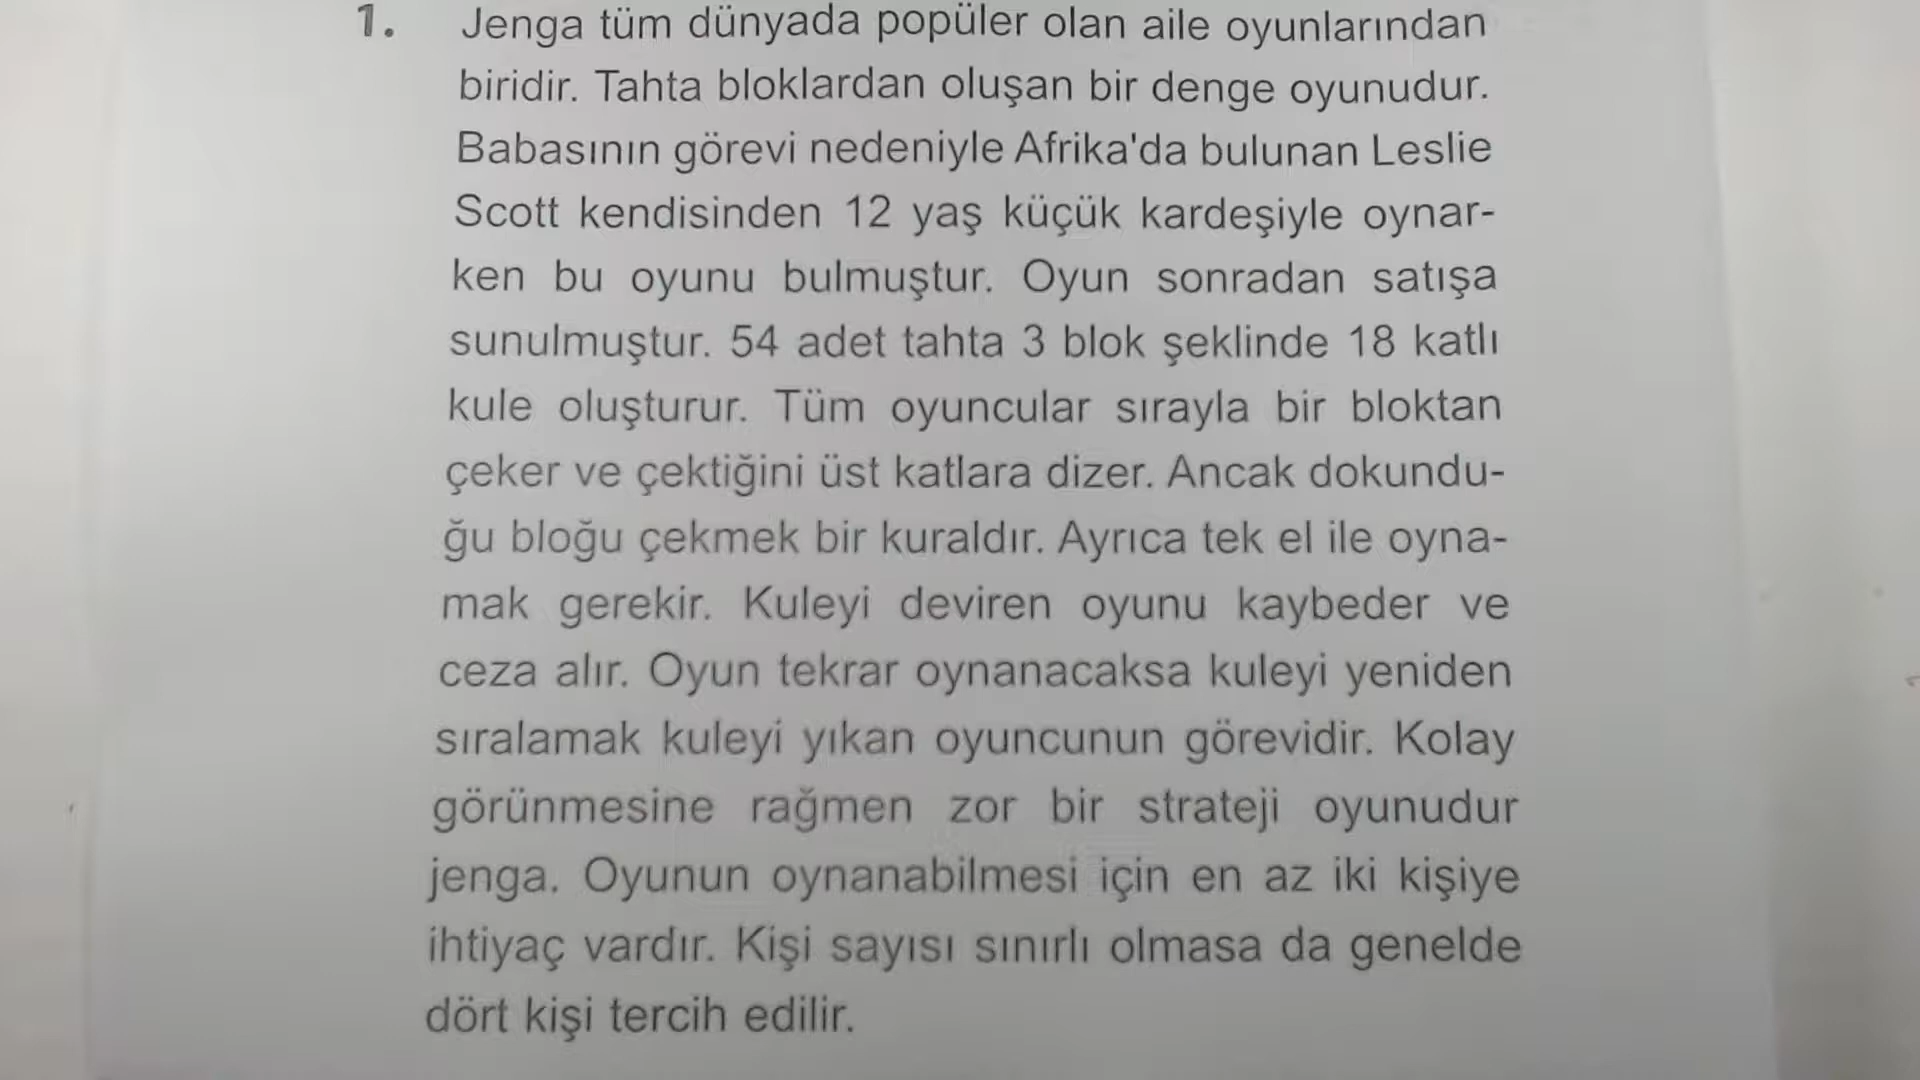 1. Jenga tüm dünyada popüler olan aile oyunlarından
biridir. Tahta bloklardan oluşan bir denge oyunudur.
Babasının görevi nedeniyle Afrika'da bulunan Leslie
Scott kendisinden 12 yaş küçük kardeşiyle oynar-
ken bu oyunu bulmuştur. Oyun sonradan satışa
sunulmuştur. 54 adet tahta 3 blok şeklinde 18 katlı
kule oluşturur. Tüm oyuncular sırayla bir bloktan
çeker ve çektiğini üst katlara dizer. Ancak dokundu-
ğu bloğu çekmek bir kuraldır. Ayrıca tek el ile oyna-
mak gerekir. Kuleyi deviren oyunu kaybeder ve
ceza alır. Oyun tekrar oynanacaksa kuleyi yeniden
sıralamak kuleyi yıkan oyuncunun görevidir. Kolay
görünmesine rağmen zor bir strateji oyunudur
jenga. Oyunun oynanabilmesi için en az iki kişiye
ihtiyaç vardır. Kişi sayısı sınırlı olmasa da genelde
dört kişi tercih edilir.